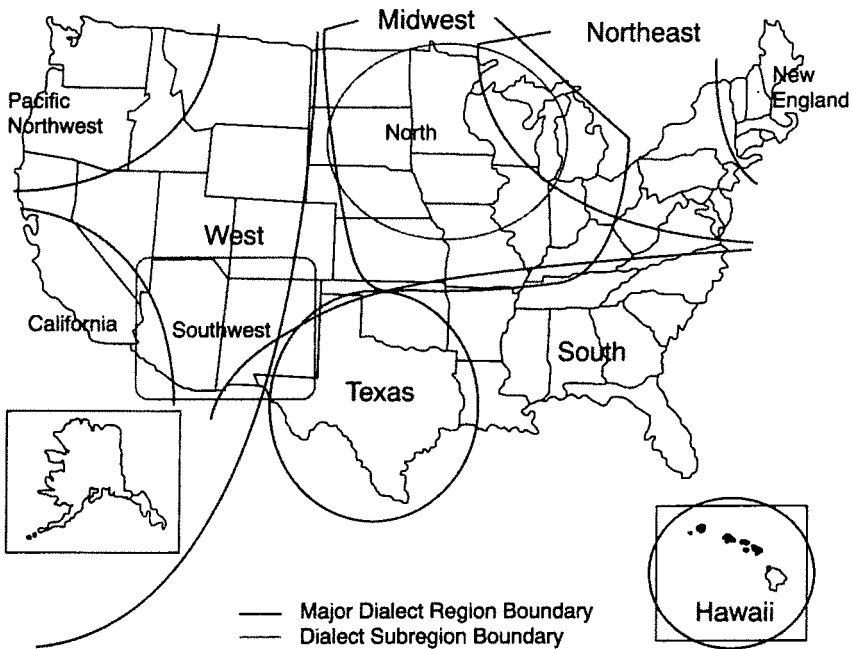 Midwest
Northeast
New
England
Pacific
Northwest
North
West
California
Southwest
South
Texas
Hawaii
Major Dialect Region Boundary
Dialect Subregion Boundary